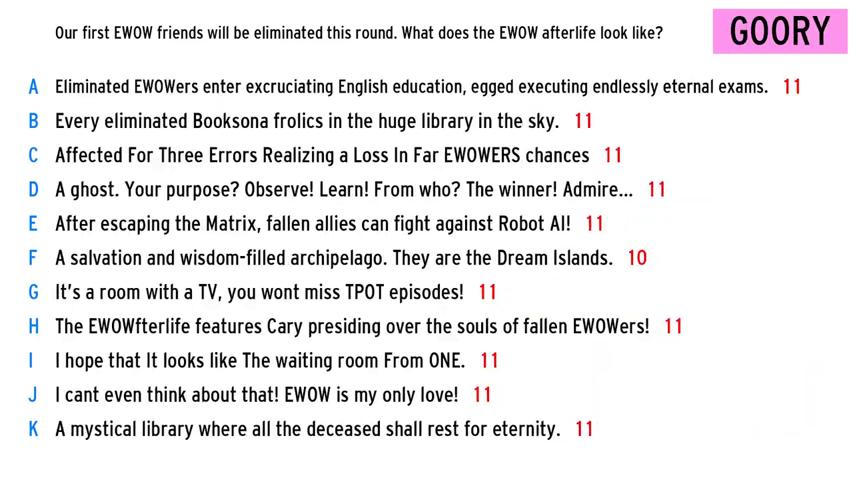 Our first EWOW friends will be eliminated this round. What does the EWOW afterlife look like?
GOORY
A Eliminated EWOWers enter excruciating English education, egged executing endlessly eternal exams. 11
B Every eliminated Booksona frolics in the huge library in the sky. 11
C Affected For Three Errors Realizing a Loss In Far EWOWERS chances 11
D A ghost. Your purpose? Observe! Learn! From who? The winner! Admire... 11
E After escaping the Matrix, fallen allies can fight against Robot AI! 11
F A salvation and wisdom-filled archipelago. They are the Dream Islands. 10
G It's a room with a TV, you wont miss TPOT episodes! 11
H The EWOWfterlife features Cary presiding over the souls of fallen EWOWers! 11
I I hope that It looks like The waiting room From ONE. 11
J I cant even think about that! EWOW is my only love! 11
K A mystical library where all the deceased shall rest for eternity. 11